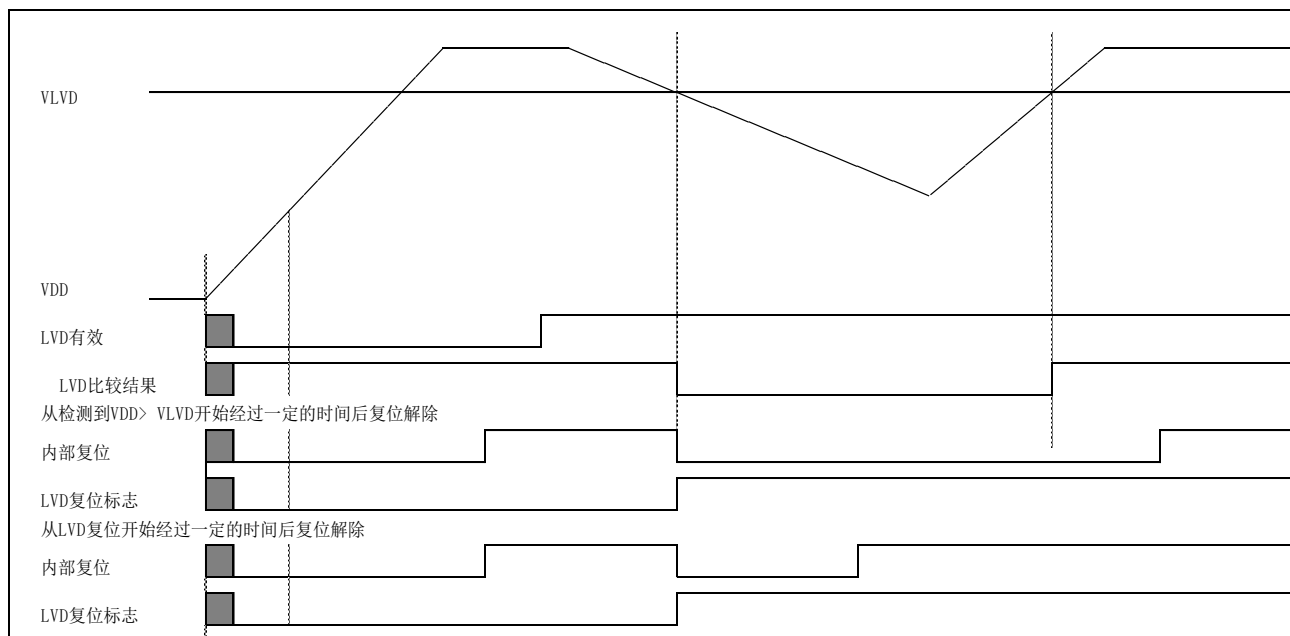 VLVD
VDD
LVD有效
LVD比较结果
从检测到VDD> VLVD开始经过一定的时间后复位解除
内部复位
LVD复位标志
从LVD复位开始经过一定的时间后复位解除
内部复位
LVD复位标志